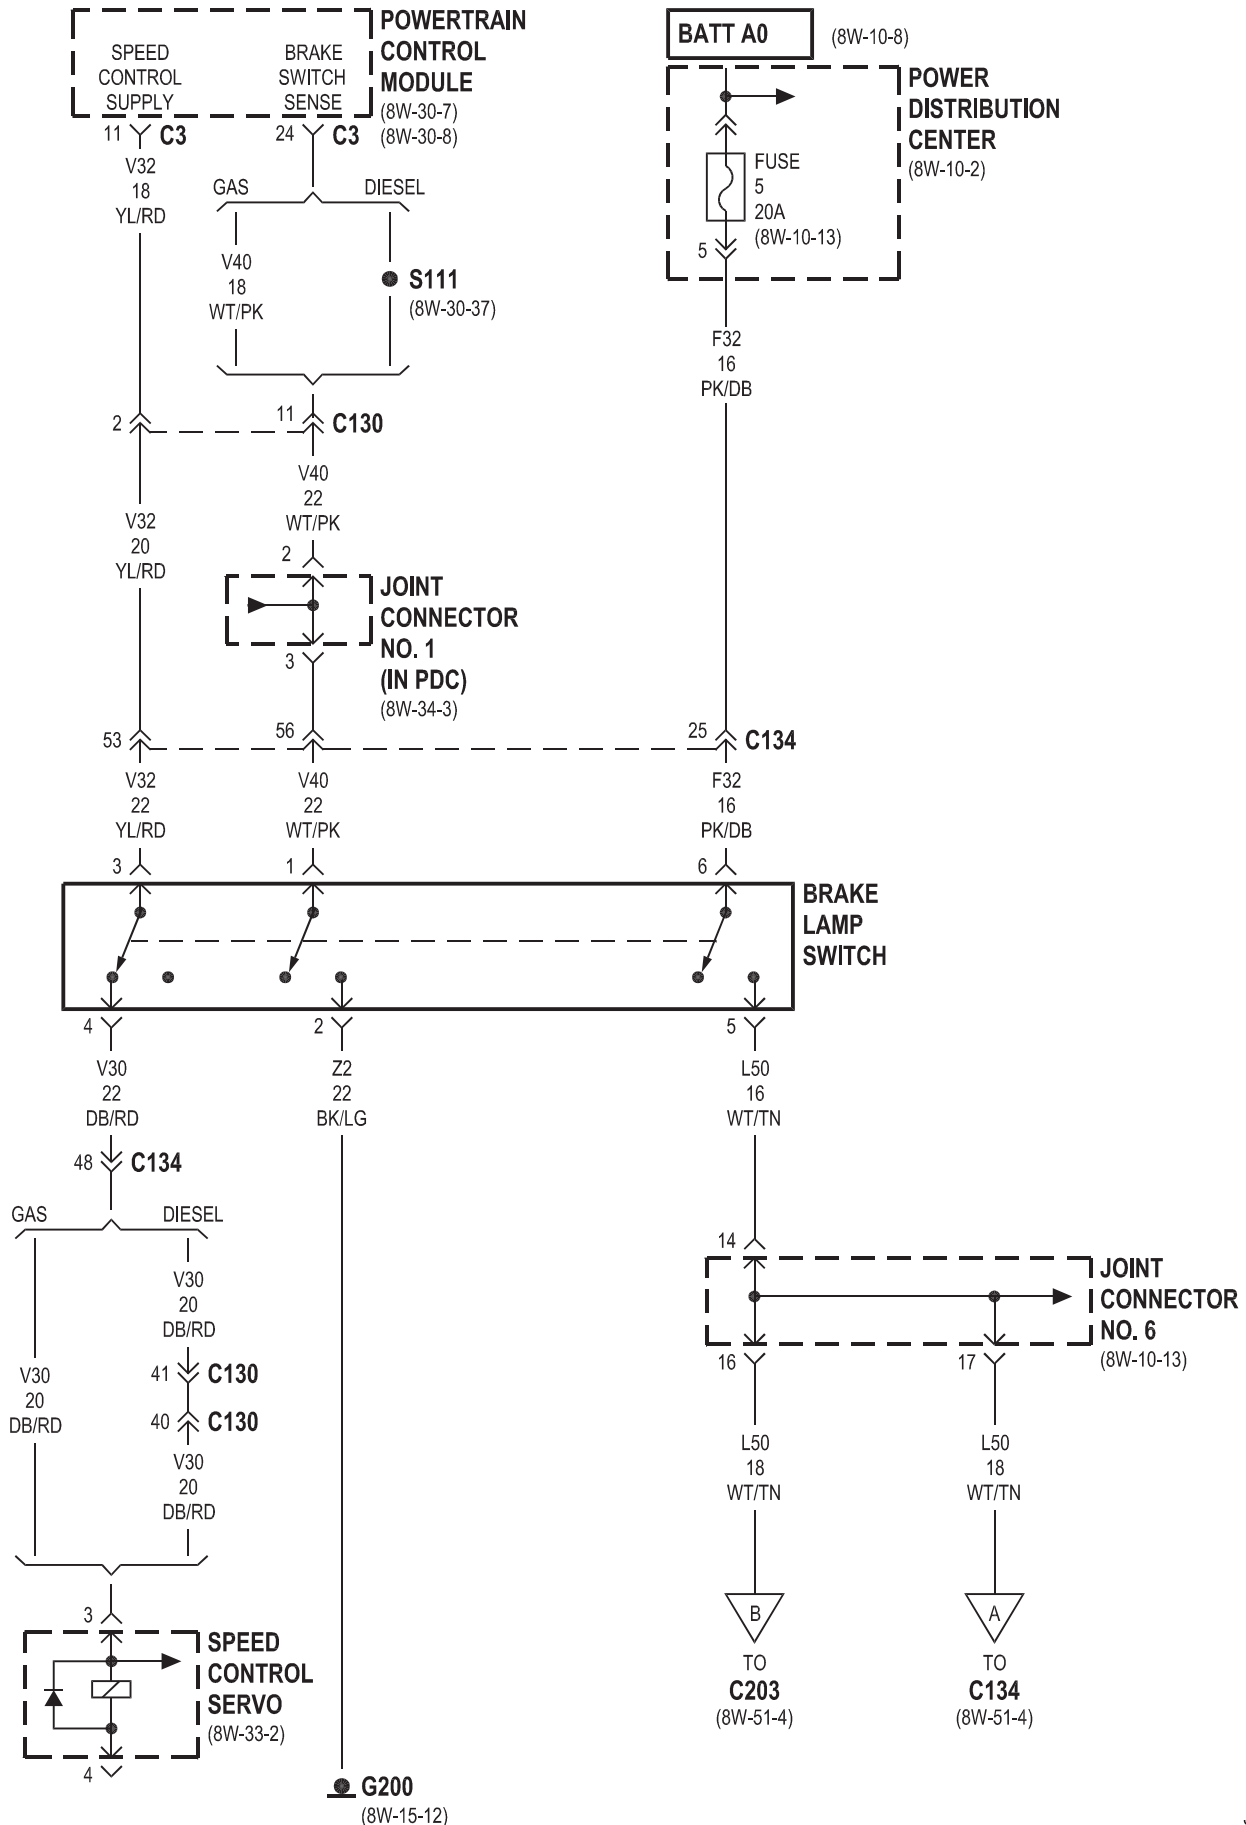 POWERTRAIN
CONTROL
MODULE
(8W-30-7)
(8W-30-8)
SPEED
CONTROL
SUPPLY
BRAKE
SWITCH
SENSE
11
C3
24
C3
BATT A0
(8W-10-8)
POWER
DISTRIBUTION
CENTER
(8W-10-2)
FUSE
5
20A
(8W-10-13)
5
V32
18
YL/RD
GAS
DIESEL
V40
18
WT/PK
S111
(8W-30-37)
F32
16
PK/DB
2
11
C130
V40
22
WT/PK
V32
20
YL/RD
2
JOINT
CONNECTOR
NO. 1
(IN PDC)
(8W-34-3)
3
53
56
25
C134
V32
22
YL/RD
V40
22
WT/PK
F32
16
PK/DB
3
1
6
BRAKE
LAMP
SWITCH
4
2
5
V30
22
DB/RD
Z2
22
BK/LG
L50
16
WT/TN
48
C134
GAS
DIESEL
V30
20
DB/RD
41
C130
40
C130
V30
20
DB/RD
V30
20
DB/RD
14
JOINT
CONNECTOR
NO. 6
(8W-10-13)
16
17
L50
18
WT/TN
L50
18
WT/TN
B
A
TO
C203
(8W-51-4)
TO
C134
(8W-51-4)
3
SPEED
CONTROL
SERVO
(8W-33-2)
4
G200
(8W-15-12)